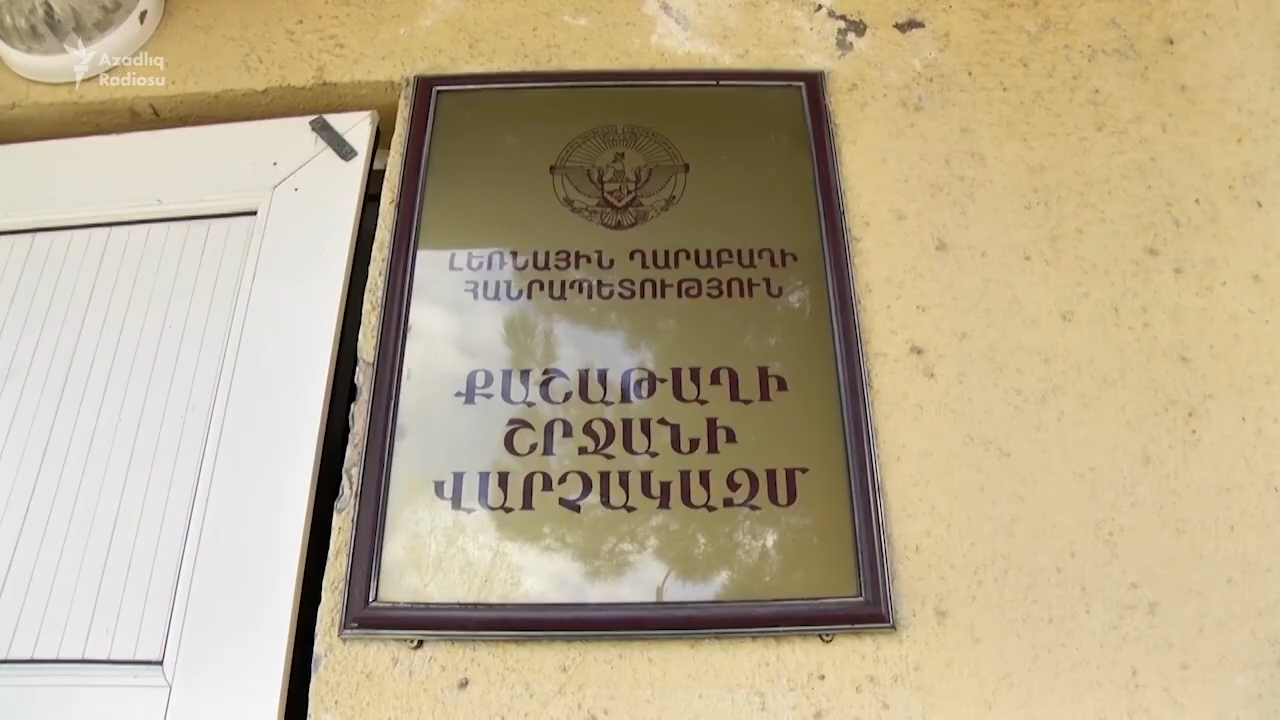 Azadlıq
Radiosu
ԼԵՌՆԱՅԻՆ ՂԱՐԱԲԱՂԻ
ՀԱՆՐԱՊԵՏՈՒԹՅՈՒՆ
ՔԱՇԱԹԱՂԻ
ՇՐՋԱՆԻ
ՎԱՐՉԱԿԱԶՄ